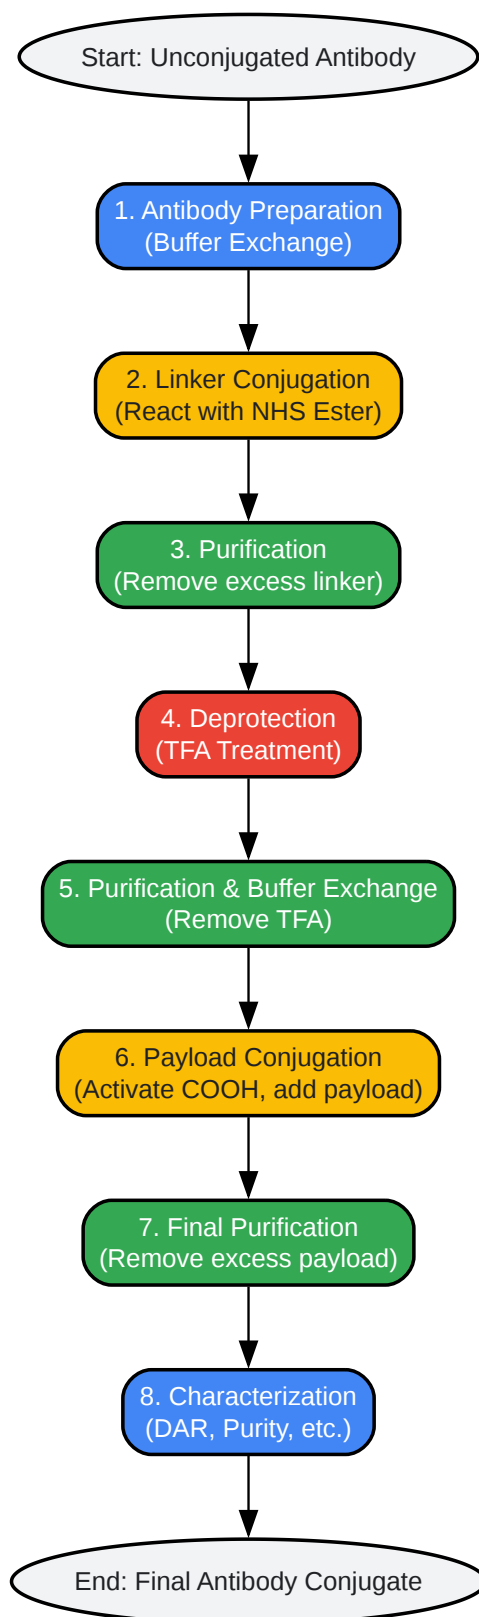 Start: Unconjugated Antibody
1. Antibody Preparation
(Buffer Exchange)
2. Linker Conjugation
(React with NHS Ester)
3. Purification
(Remove excess linker)
4. Deprotection
(TFA Treatment)
5. Purification & Buffer Exchange
(Remove TFA)
6. Payload Conjugation
(Activate COOH, add payload)
7. Final Purification
(Remove excess payload)
8. Characterization
(DAR, Purity, etc.)
End: Final Antibody Conjugate